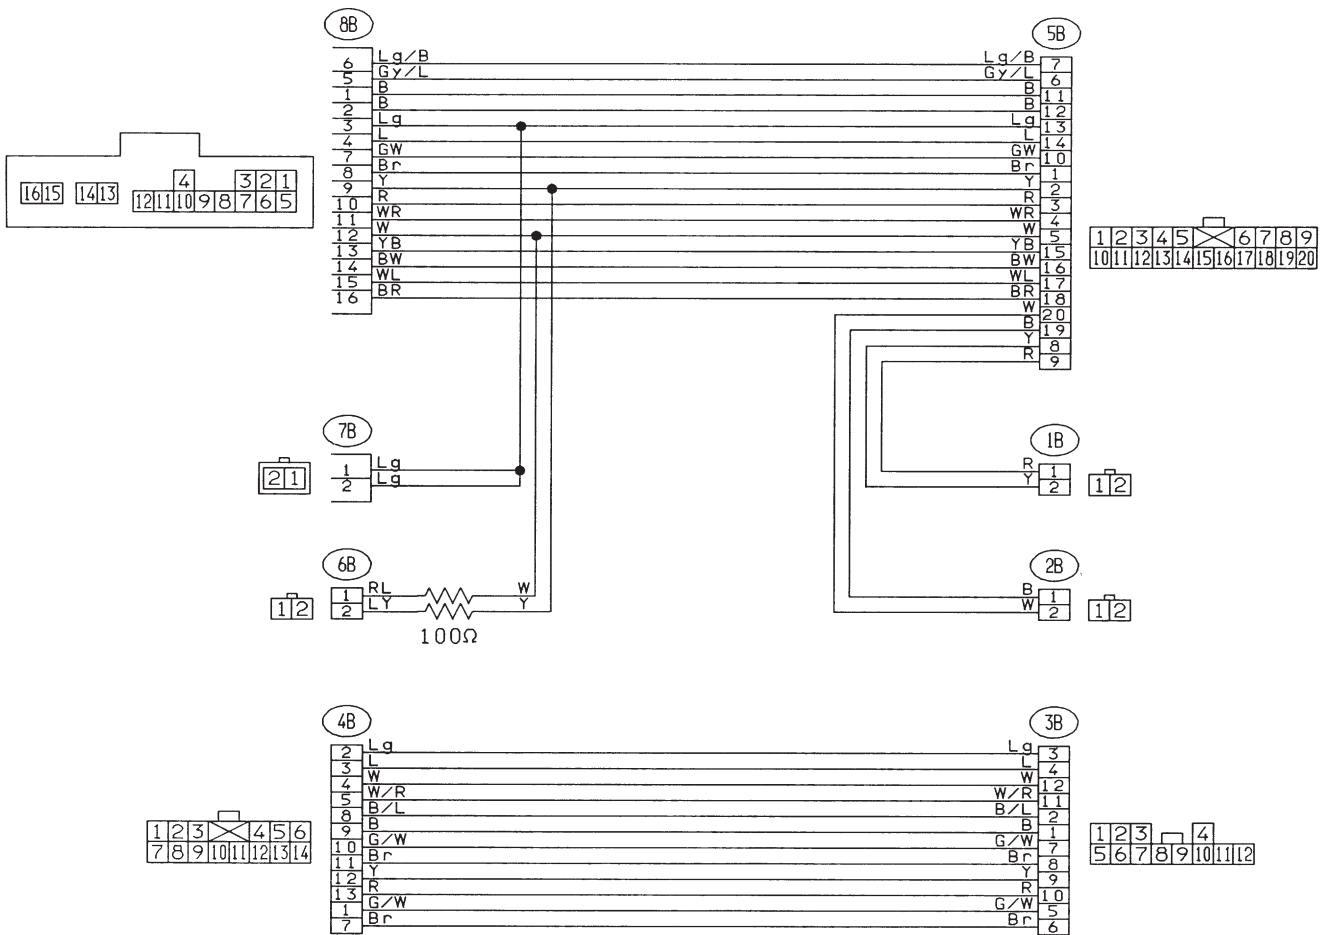 8B
5B
6 Lg/B Lg/B 7
5 Gy/L Gy/L 6
1 B B 11
2 B B 12
3 Lg Lg 13
4 L L 14
7 GW GW 10
8 Br Br 1
9 Y Y 2
10 R R 3
11 WR WR 4
12 W W 5
13 YB YB 15
14 BW BW 16
15 WL WL 17
16 BR BR 18
W 20
B 19
Y 8
R 9
4 3 2 1
16 15 14 13 12 11 10 9 8 7 6 5
1 2 3 4 5 6 7 8 9
10 11 12 13 14 15 16 17 18 19 20
7B
1 Lg
2 Lg
2 1
1B
R 1
Y 2
1 2
6B
1 RL W
2 LY Y
1 2
100Ω
2B
B 1
W 2
1 2
4B
3B
2 Lg Lg 3
3 L L 4
4 W W 12
5 W/R W/R 11
8 B/L B/L 2
9 B B 1
10 G/W G/W 7
11 Br Br 8
12 Y Y 9
13 R R 10
1 G/W G/W 5
7 Br Br 6
1 2 3 4 5 6
7 8 9 10 11 12 13 14
1 2 3 4
5 6 7 8 9 10 11 12